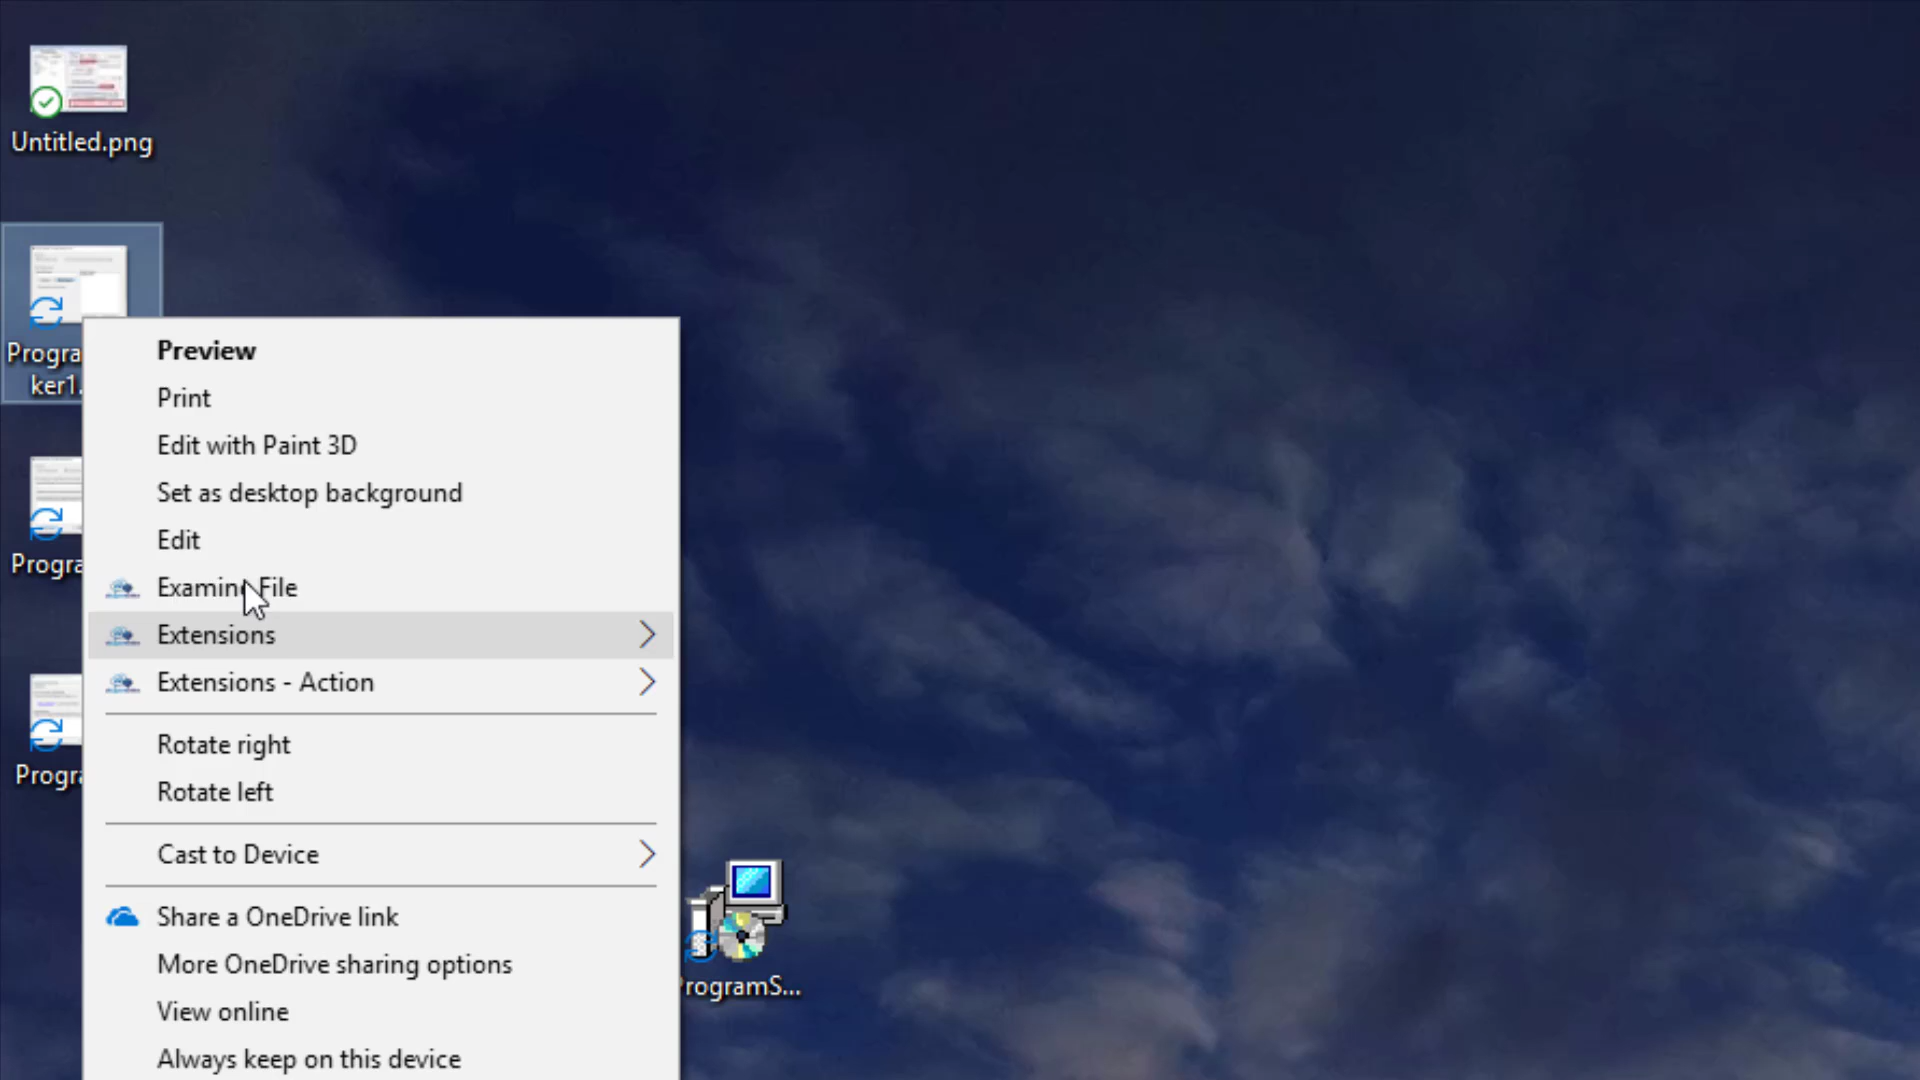 Untitled.png
Progra
ker1.
Progra
Progra
Preview
Print
Edit with Paint 3D
Set as desktop background
Edit
Examine File
Extensions
Extensions - Action
Rotate right
Rotate left
Cast to Device
Share a OneDrive link
More OneDrive sharing options
View online
Always keep on this device
rogramS...